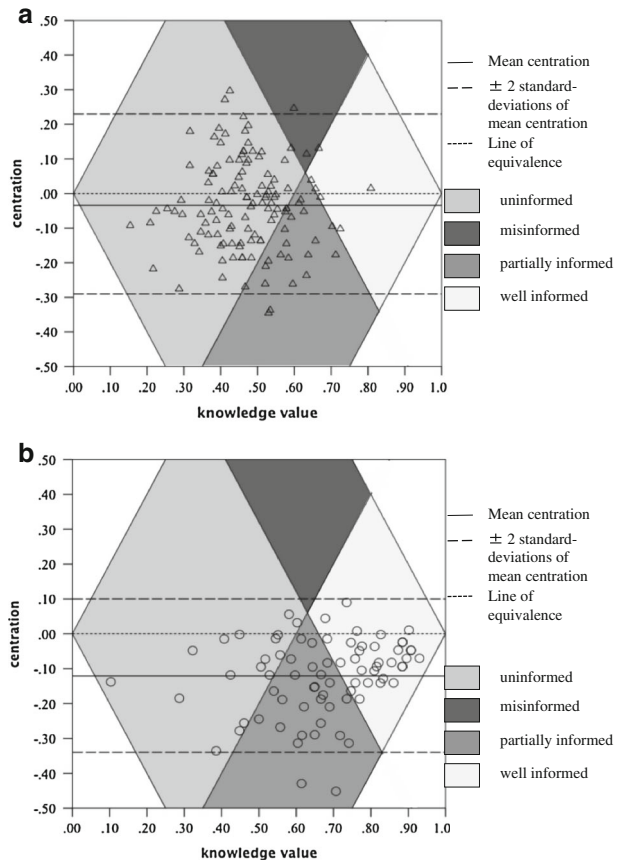 a
.50
.40
.30
.20
.10
.00
-.10
-.20
-.30
-.40
-.50
centration
.00 .10 .20 .30 .40 .50 .60 .70 .80 .90 1.0
knowledge value
Mean centration
± 2 standard-
deviations of
mean centration
Line of
equivalence
uninformed
misinformed
partially informed
well informed
b
.50
.40
.30
.20
.10
.00
-.10
-.20
-.30
-.40
-.50
centration
.00 .10 .20 .30 .40 .50 .60 .70 .80 .90 1.00
knowledge value
Mean centration
± 2 standard-
deviations of
mean centration
Line of
equivalence
uninformed
misinformed
partially informed
well informed